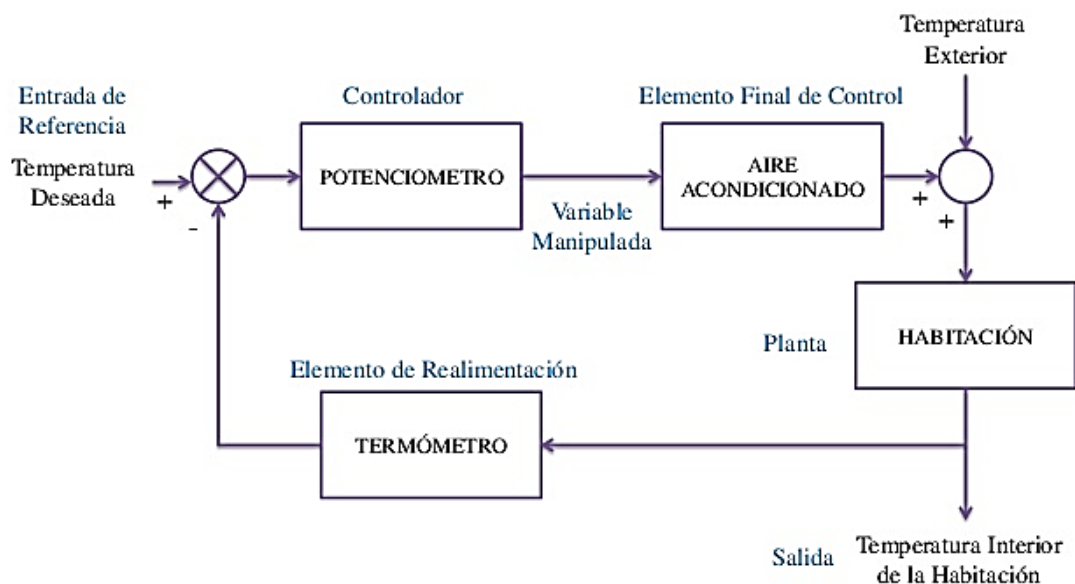 Temperatura
Exterior
Entrada de
Referencia
Temperatura
Deseada
+
-
Controlador
POTENCIOMETRO
Variable
Manipulada
Elemento Final de Control
AIRE
ACONDICIONADO
+
+
Planta
HABITACIÓN
Elemento de Realimentación
TERMÓMETRO
Salida
Temperatura Interior
de la Habitación